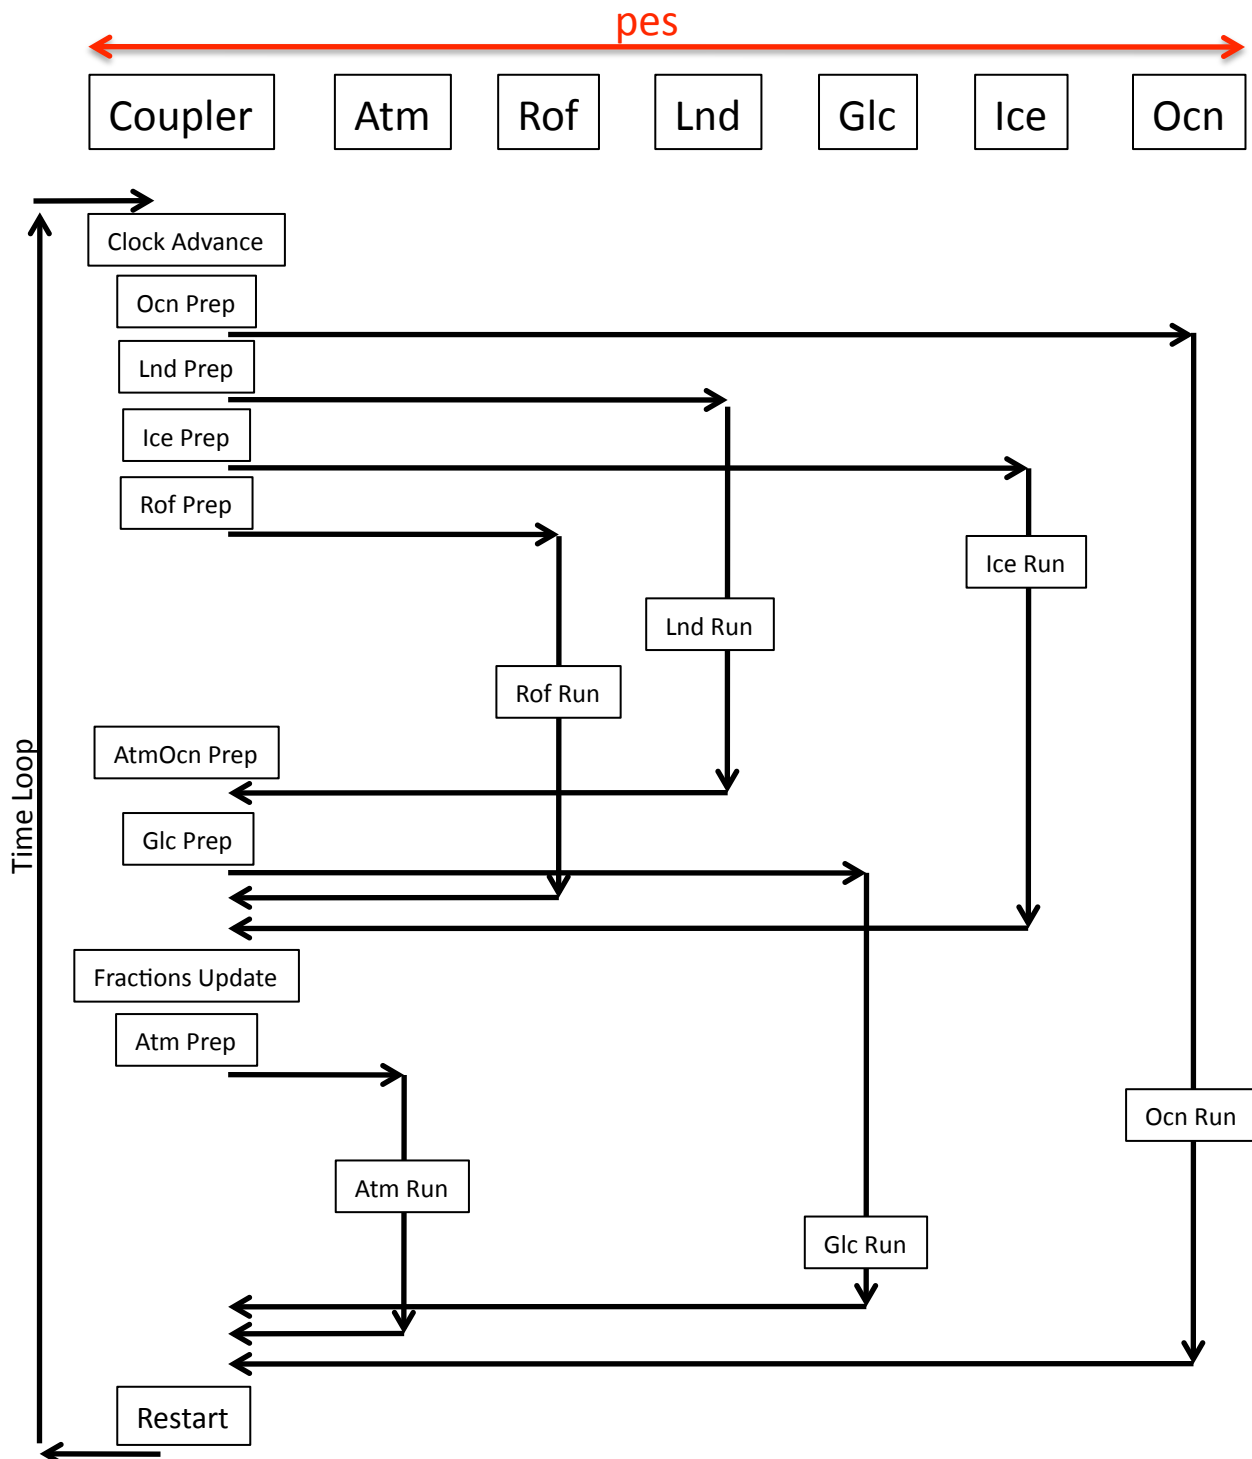 pes
Coupler
Atm
Rof
Lnd
Glc
Ice
Ocn
Clock Advance
Ocn Prep
Lnd Prep
Ice Prep
Rof Prep
Ice Run
Lnd Run
Rof Run
AtmOcn Prep
Time Loop
Glc Prep
Fractions Update
Atm Prep
Ocn Run
Atm Run
Glc Run
Restart